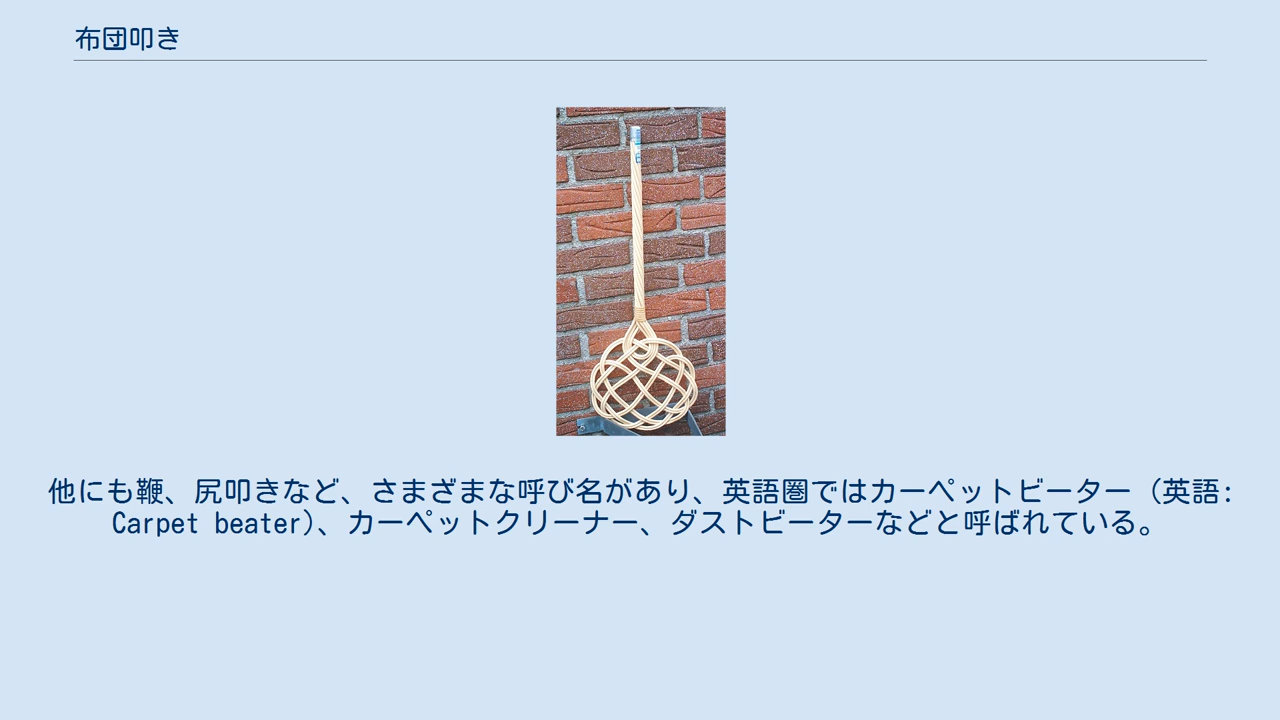 布団叩き
他にも鞭、尻叩きなど、さまざまな呼び名があり、英語圏ではカーペットビーター（英語:
Carpet beater)、カーペットクリーナー、ダストビーターなどと呼ばれている。